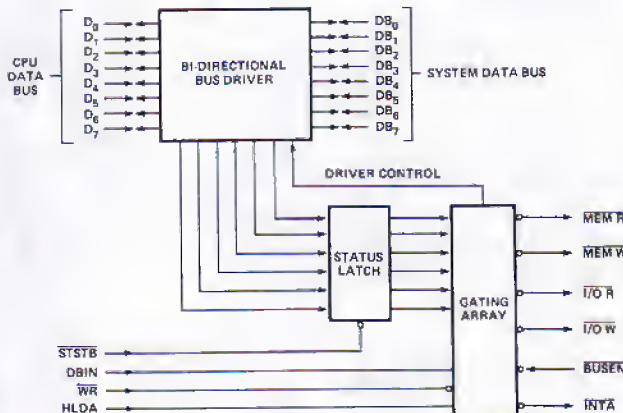 CPU
DATA
BUS
D0
D1
D2
D3
D4
D5
D6
D7
BI-DIRECTIONAL
BUS DRIVER
DB0
DB1
DB2
DB3
DB4
DB5
DB6
DB7
SYSTEM DATA BUS
DRIVER CONTROL
STATUS
LATCH
GATING
ARRAY
MEM R
MEM W
I/O R
I/O W
BUSEN
INTA
STSTB
DBIN
WR
HLDA